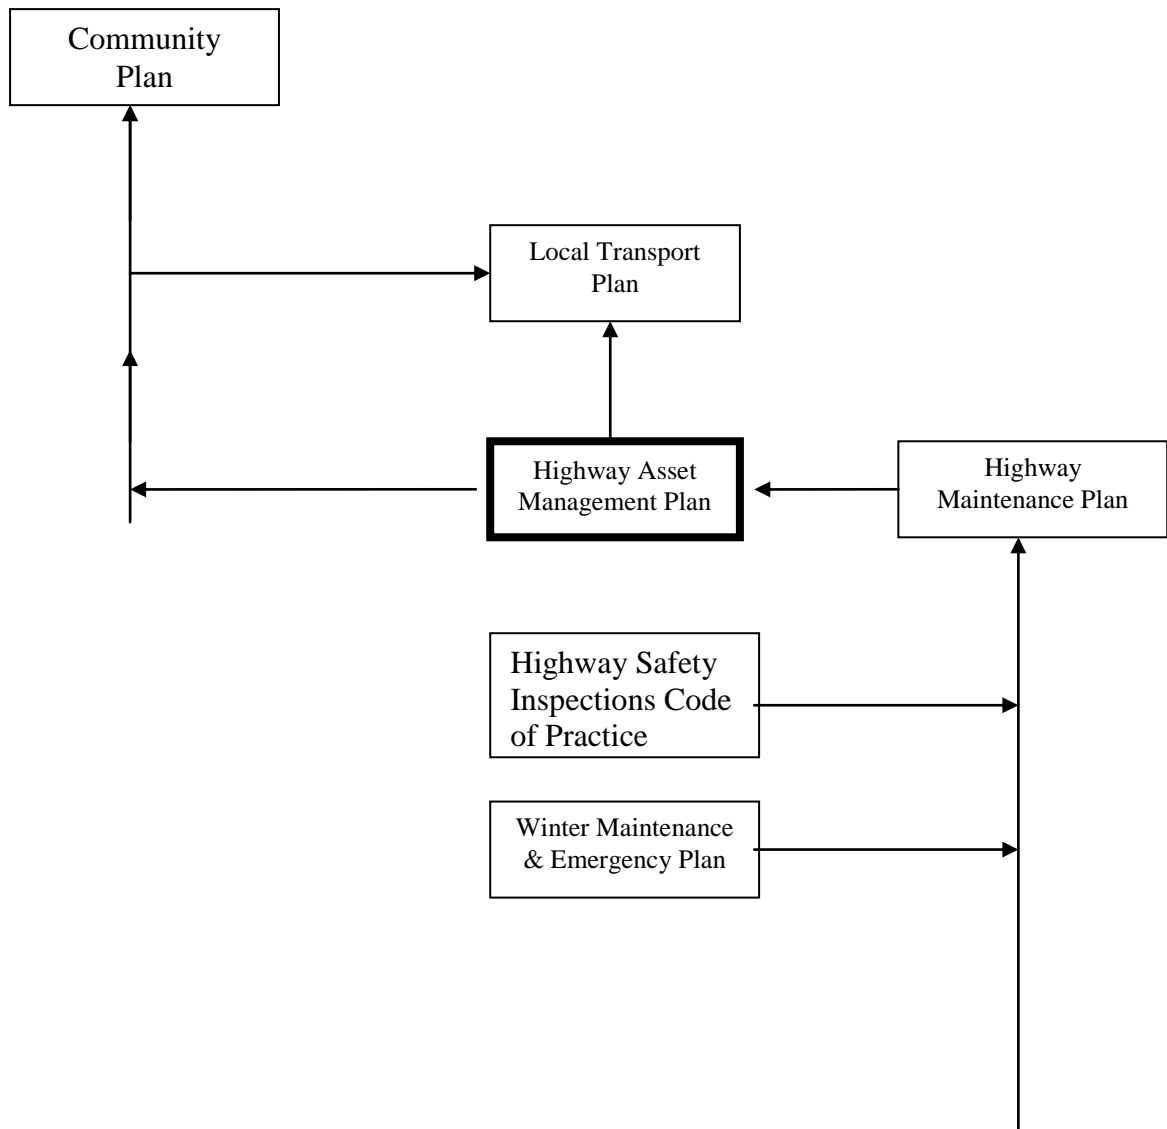 Community
Plan
Local Transport
Plan
Highway Asset
Management Plan
Highway
Maintenance Plan
Highway Safety
Inspections Code
of Practice
Winter Maintenance
& Emergency Plan